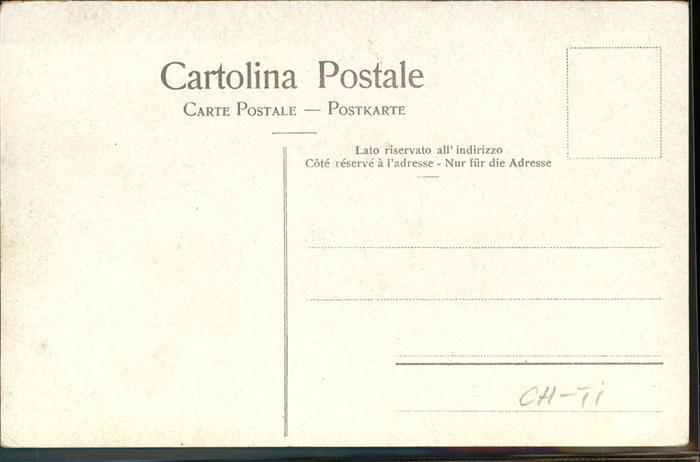 Cartolina Postale
CARTE POSTALE — POSTKARTE
Lato riservato all' indirizzo
Côté réservé à l'adresse - Nur für die Adresse
CH-Ti